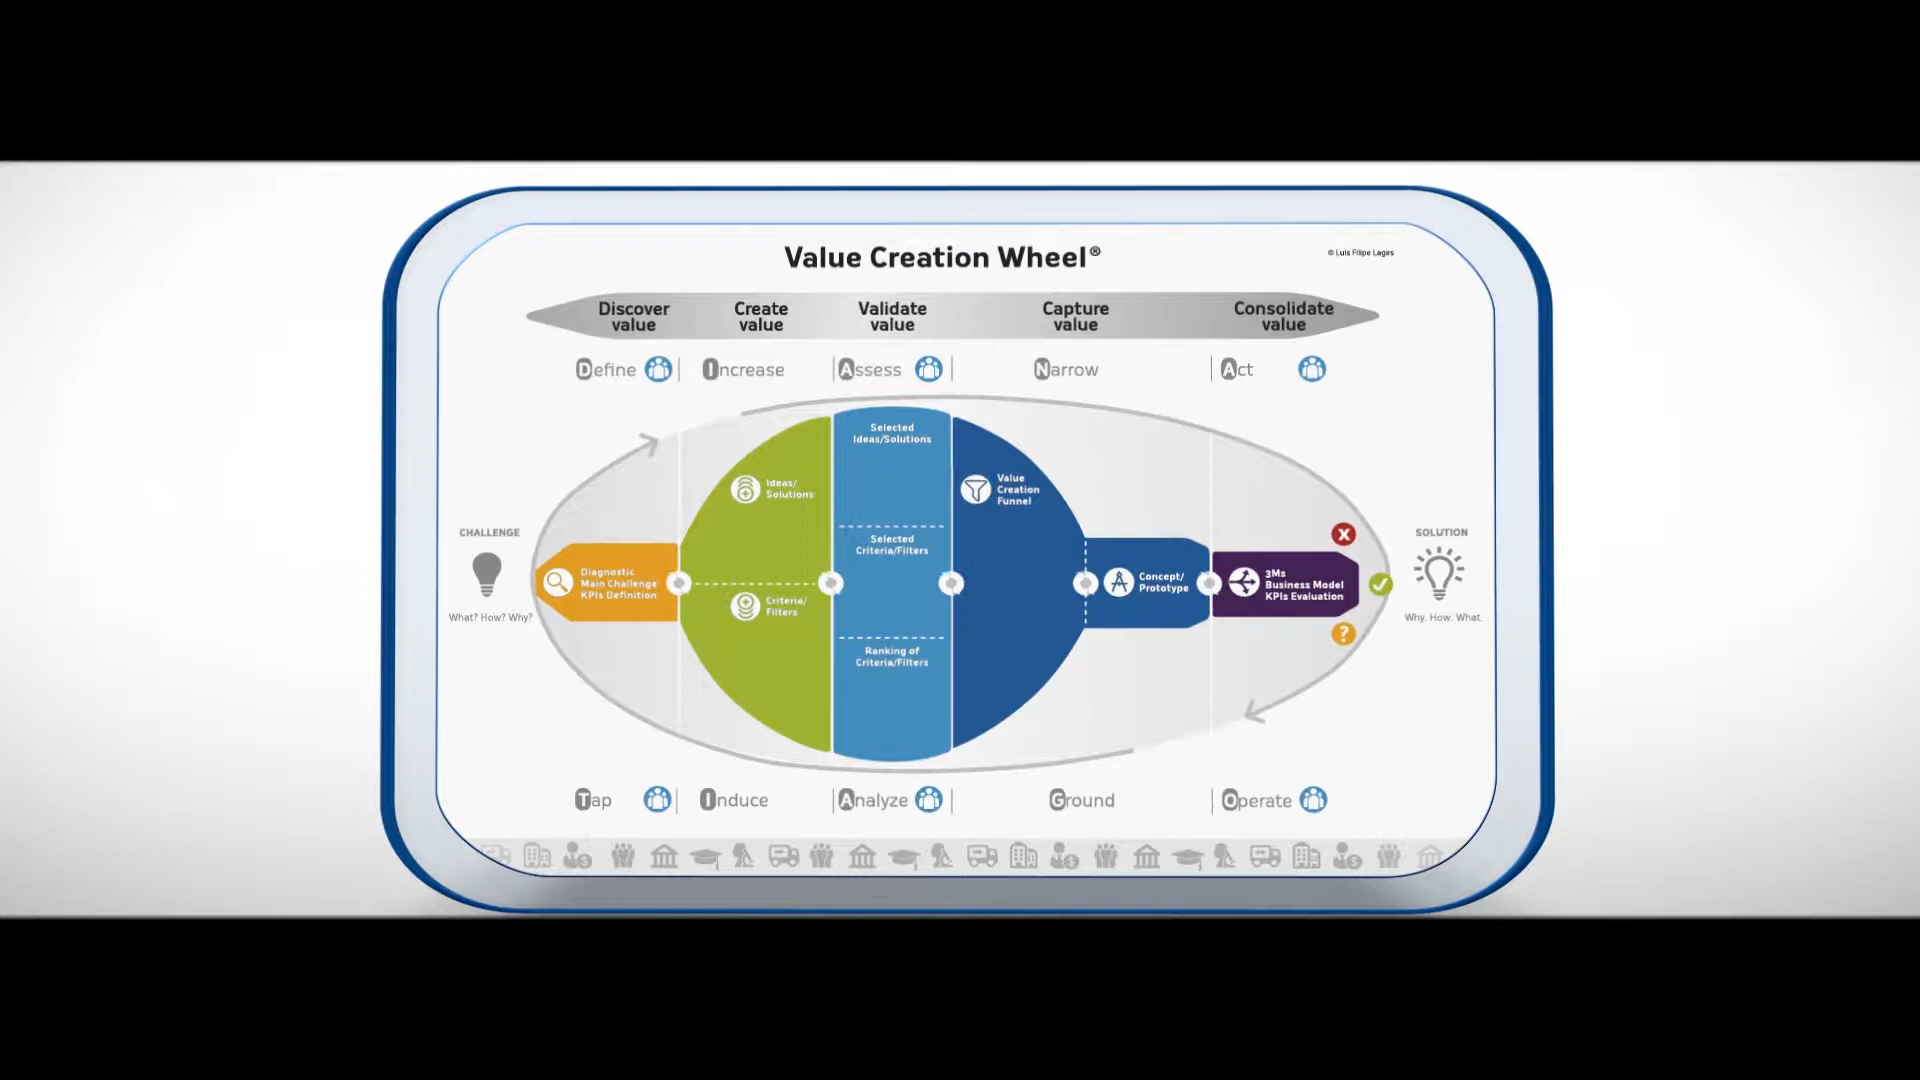 Value Creation Wheel®
© Luis Filipe Lages
Discover
value
Create
value
Validate
value
Capture
value
Consolidate
value
Define
Increase
Assess
Narrow
Act
CHALLENGE
What? How? Why?
Diagnostic
Main Challenge
KPIs Definition
Ideas/
Solutions
Criteria/
Filters
Selected
Ideas/Solutions
Selected
Criteria/Filters
Ranking of
Criteria/Filters
Value
Creation
Funnel
Concept/
Prototype
3Ms
Business Model
KPIs Evaluation
X
?
SOLUTION
Why. How. What.
Tap
Induce
Analyze
Ground
Operate